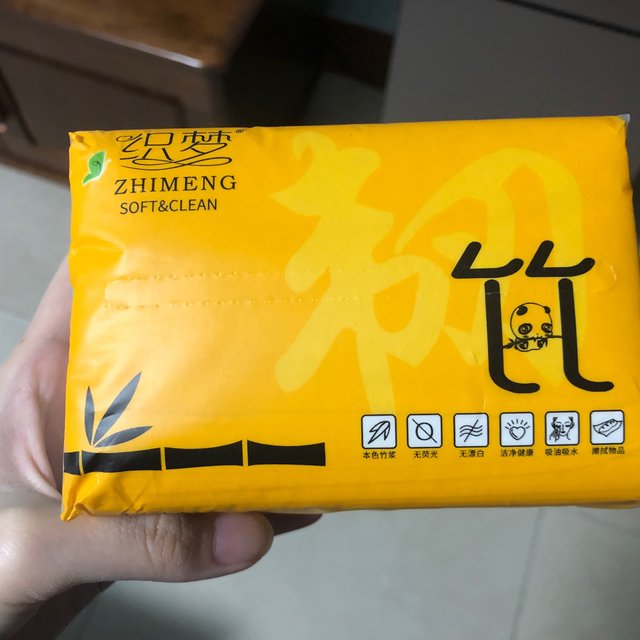 织梦®
ZHIMENG
SOFT&CLEAN
韧
竹
本色竹浆
无荧光
无漂白
洁净健康
吸油吸水
擦拭物品